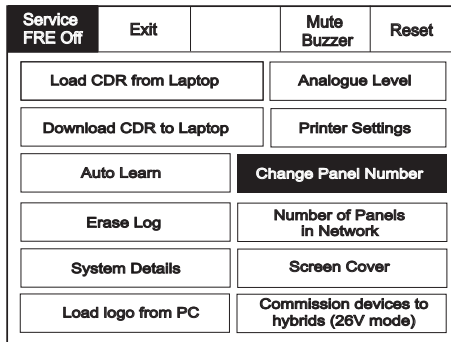 Service
FRE Off
Exit
Mute
Buzzer
Reset
Load CDR from Laptop
Analogue Level
Download CDR to Laptop
Printer Settings
Auto Learn
Change Panel Number
Erase Log
Number of Panels
in Network
System Details
Screen Cover
Load logo from PC
Commission devices to
hybrids (26V mode)